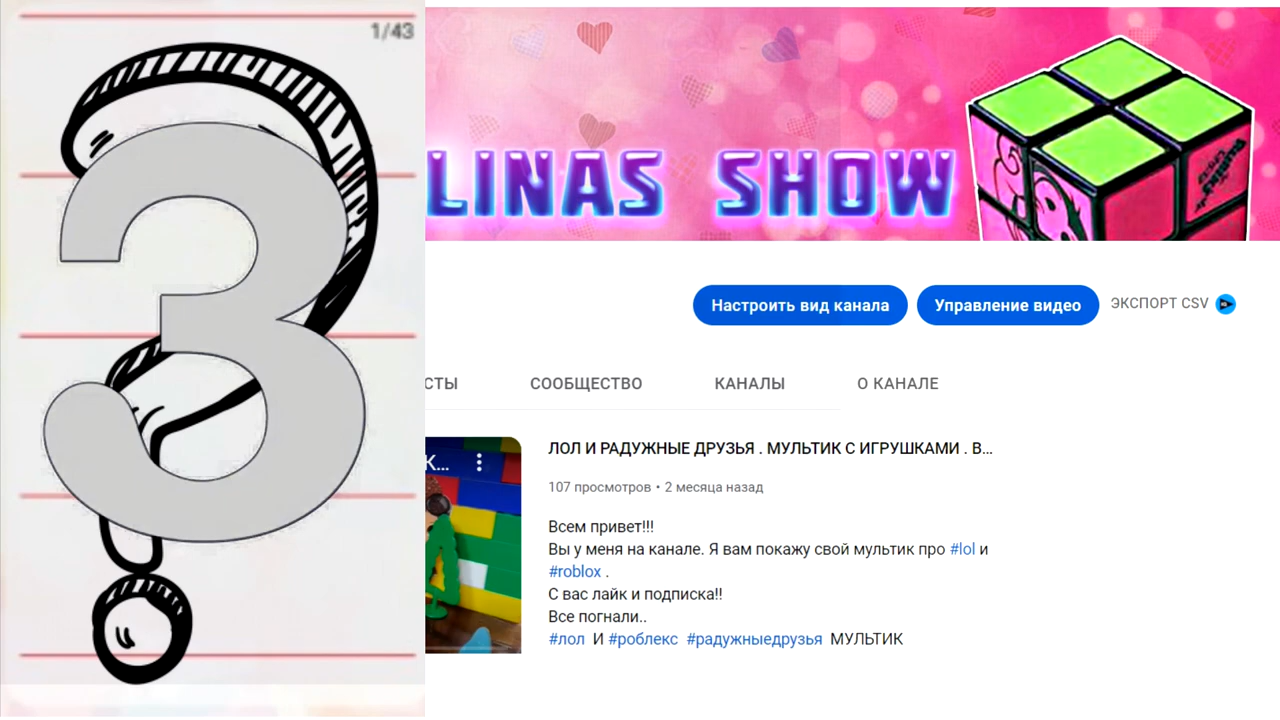 1/43
3
LINAS SHOW
Настроить вид канала
Управление видео
ЭКСПОРТ CSV
СТЫ
СООБЩЕСТВО
КАНАЛЫ
О КАНАЛЕ
К...
ЛОЛ И РАДУЖНЫЕ ДРУЗЬЯ . МУЛЬТИК С ИГРУШКАМИ . В...
107 просмотров • 2 месяца назад
Всем привет!!!
Вы у меня на канале. Я вам покажу свой мультик про #lol и
#roblox .
С вас лайк и подписка!!
Все погнали..
#лол И #роблекс #радужныедрузья МУЛЬТИК